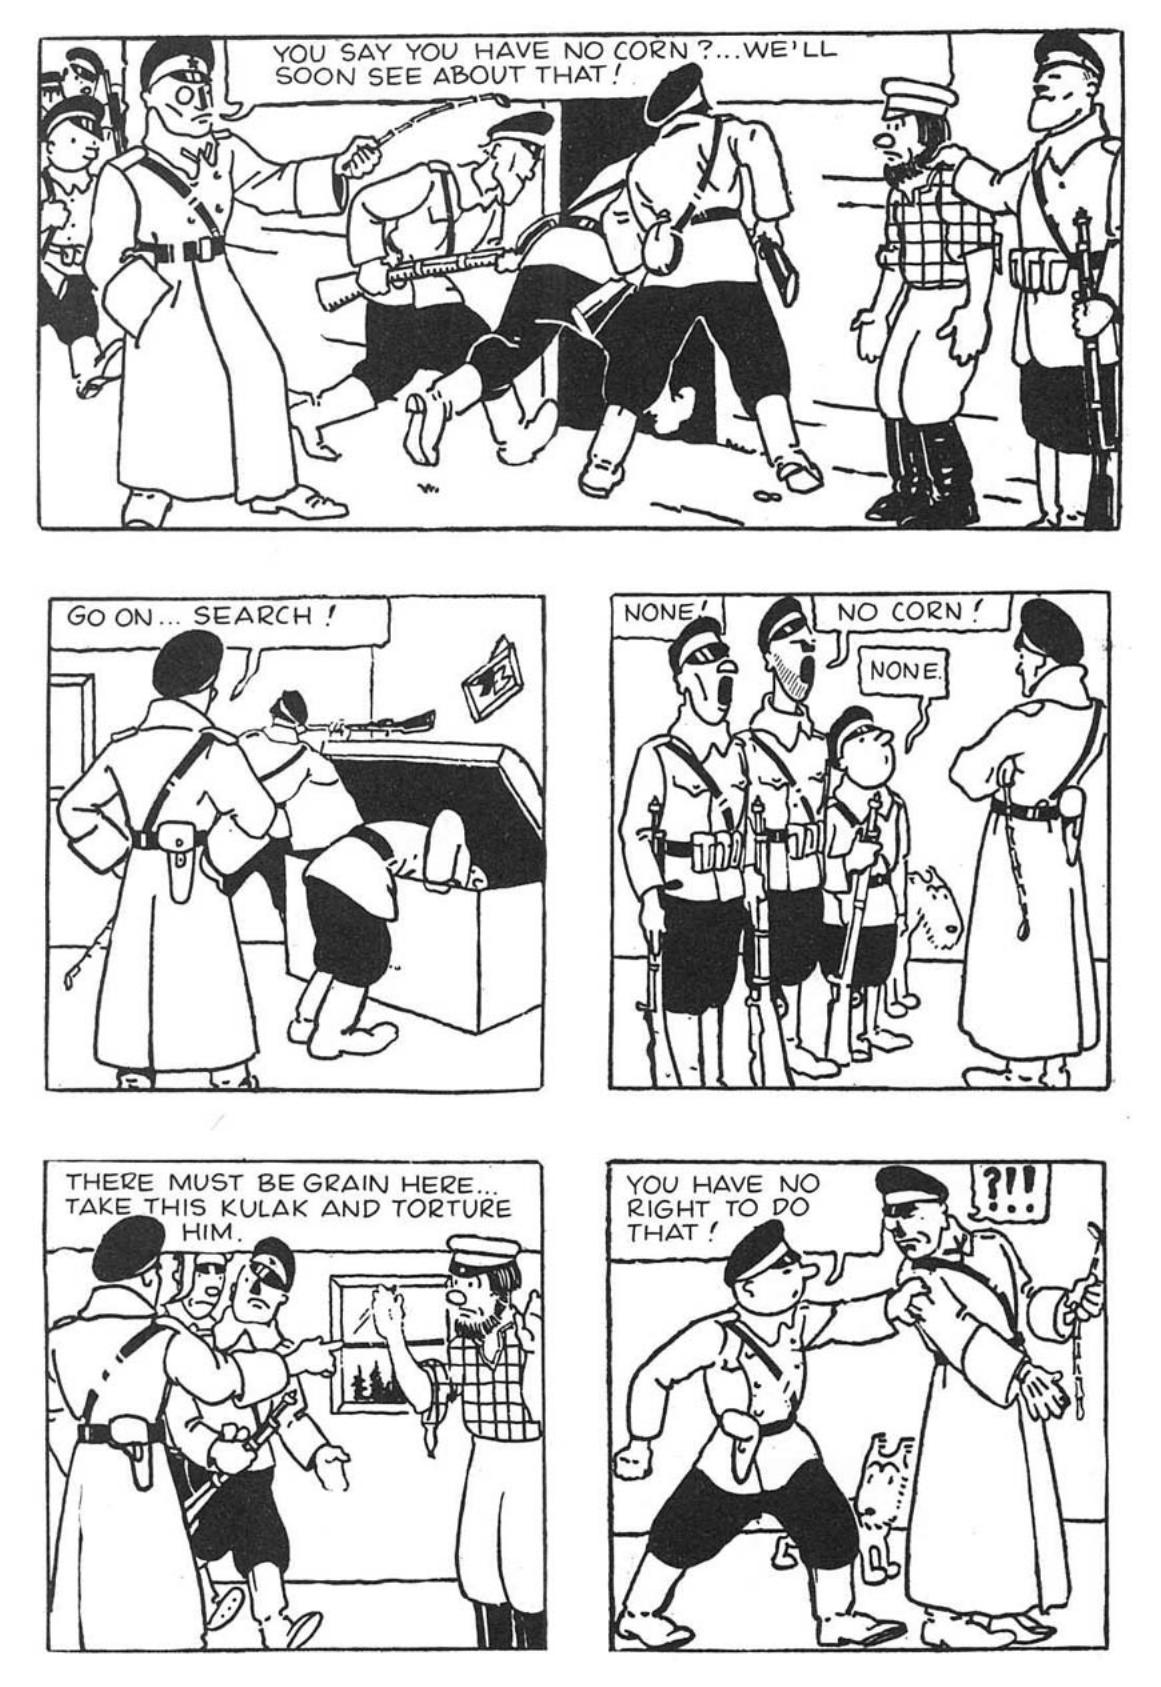 YOU SAY YOU HAVE NO CORN?...WE'LL
SOON SEE ABOUT THAT!
GO ON... SEARCH!
NONE!
NO CORN!
NONE.
THERE MUST BE GRAIN HERE...
TAKE THIS KULAK AND TORTURE
HIM.
YOU HAVE NO
RIGHT TO DO
THAT!
?!!